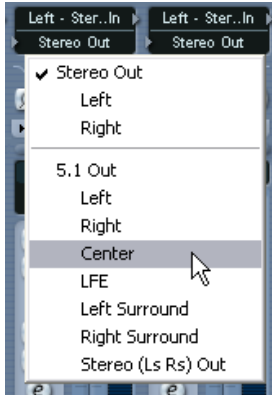 Left - Ster..In Left - Ster..In
Stereo Out Stereo Out
✔ Stereo Out
Left
Right
5.1 Out
Left
Right
Center
LFE
Left Surround
Right Surround
Stereo (Ls Rs) Out
e e